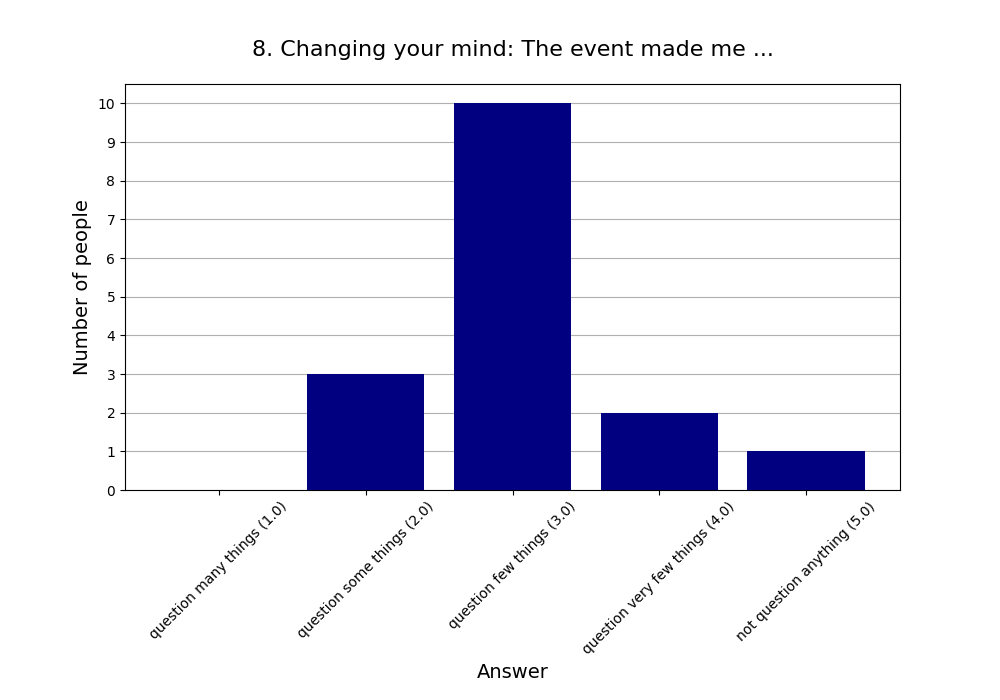 8. Changing your mind: The event made me ...
Number of people
10
9
8
7
6
5
4
3
2
1
0
question many things (1.0)
question some things (2.0)
question few things (3.0)
question very few things (4.0)
not question anything (5.0)
Answer